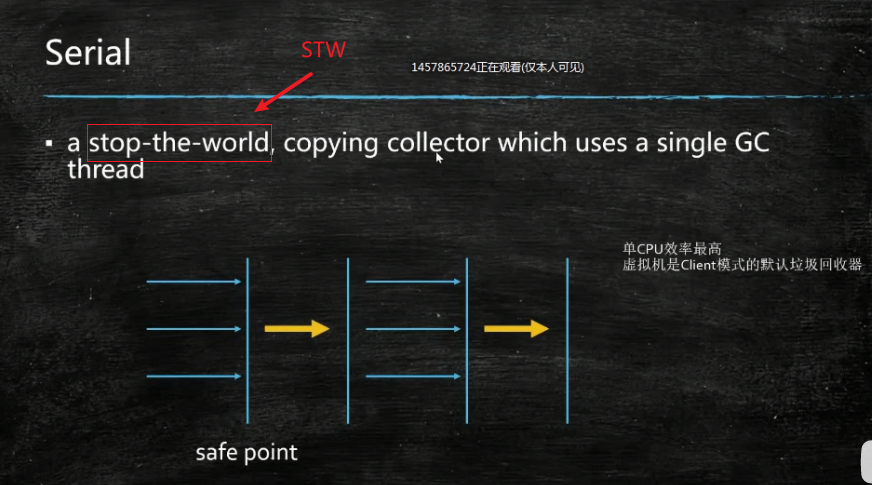 Serial
STW
1457865724正在观看(仅本人可见)
▪ a stop-the-world, copying collector which uses a single GC
thread
单CPU效率最高
虚拟机是Client模式的默认垃圾回收器
safe point